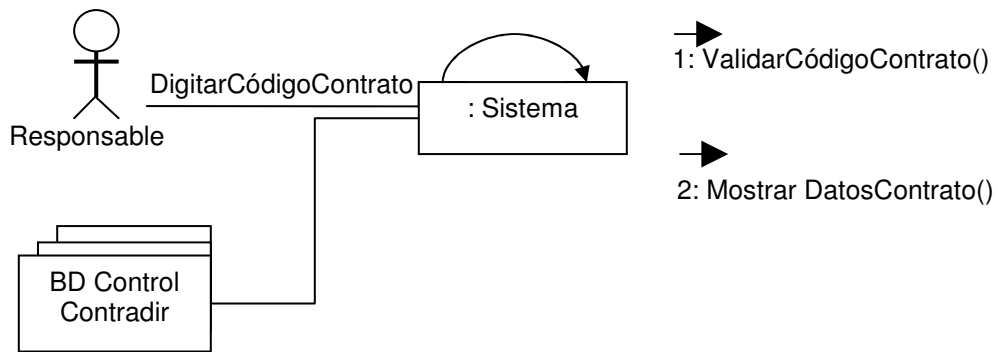 DigitarCódigoContrato
Responsable
: Sistema
1: ValidarCódigoContrato()
2: Mostrar DatosContrato()
BD Control
Contradir